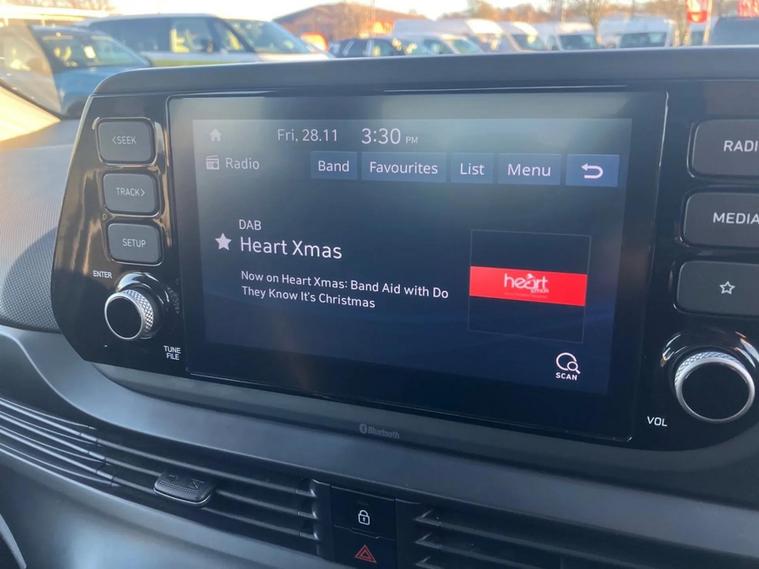 <SEEK
TRACK>
SETUP
ENTER
TUNE
FILE
Fri, 28.11 3:30 PM
Radio Band Favourites List Menu
DAB
Heart Xmas
Now on Heart Xmas: Band Aid with Do
They Know It's Christmas
heart
SCAN
RADI
MEDIA
VOL
Bluetooth